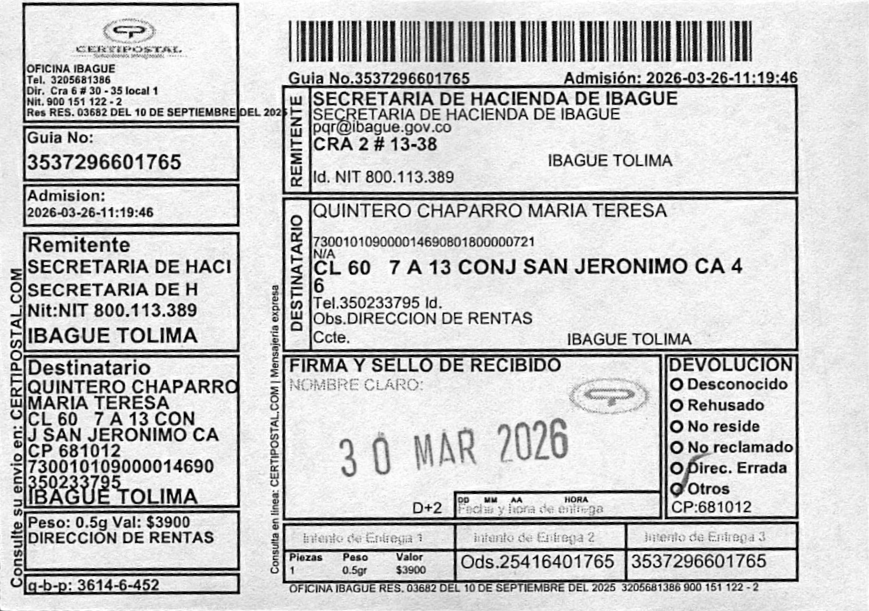 CERTIPOSTAL
OFICINA IBAGUE
Tel. 3205681386
Dir. Cra 6 # 30 - 35 local 1
Nit. 900 151 122 - 2
Res RES. 03682 DEL 10 DE SEPTIEMBRE DEL 2025
Guia No:
3537296601765
Admision:
2026-03-26-11:19:46
Remitente
SECRETARIA DE HACI
SECRETARIA DE H
Nit:NIT 800.113.389
IBAGUE TOLIMA
Destinatario
QUINTERO CHAPARRO
MARIA TERESA
CL 60 7 A 13 CON
J SAN JERONIMO CA
CP 681012
730010109000014690
350233795
IBAGUE TOLIMA
Peso: 0.5g Val: $3900
DIRECCION DE RENTAS
q-b-p: 3614-6-452
Consulte su envio en: CERTIPOSTAL.COM
Guia No.3537296601765 Admisión: 2026-03-26-11:19:46
REMITENTE
SECRETARIA DE HACIENDA DE IBAGUE
SECRETARIA DE HACIENDA DE IBAGUE
pqr@ibague.gov.co
CRA 2 # 13-38
IBAGUE TOLIMA
Id. NIT 800.113.389
DESTINATARIO
QUINTERO CHAPARRO MARIA TERESA
730010109000014690801800000721
N/A
CL 60 7 A 13 CONJ SAN JERONIMO CA 4
6
Tel.350233795 Id.
Obs.DIRECCION DE RENTAS
Ccte. IBAGUE TOLIMA
FIRMA Y SELLO DE RECIBIDO
NOMBRE CLARO:
30 MAR 2026
D+2
DD MM AA HORA
Fecha y hora de entrega
DEVOLUCION
Desconocido
Rehusado
No reside
No reclamado
Direc. Errada
Otros
CP:681012
Intento de Entrega 1 Intento de Entrega 2 Intento de Entrega 3
Piezas Peso Valor
1 0.5gr $3900
Ods.25416401765
3537296601765
Consulta en linea: CERTIPOSTAL.COM | Mensajería expresa
OFICINA IBAGUE RES. 03682 DEL 10 DE SEPTIEMBRE DEL 2025 3205681386 900 151 122 - 2